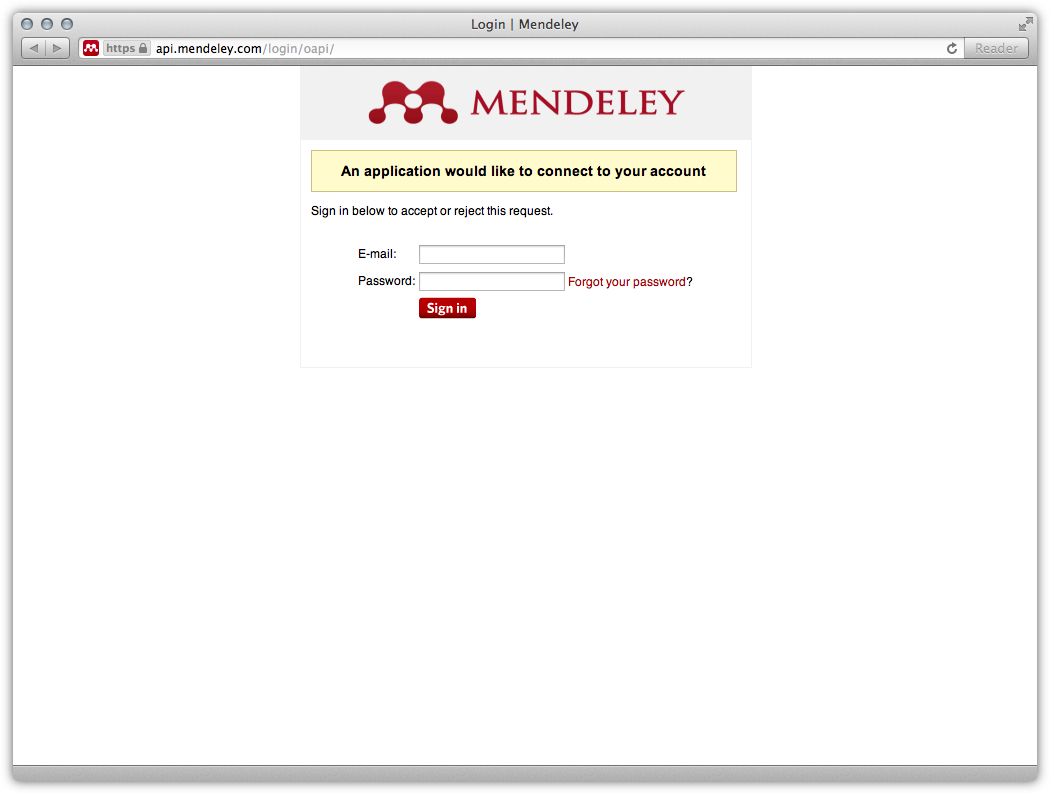 Login | Mendeley
https api.mendeley.com/login/oapi/ Reader
MENDELEY
An application would like to connect to your account
Sign in below to accept or reject this request.
E-mail:
Password: Forgot your password?
Sign in